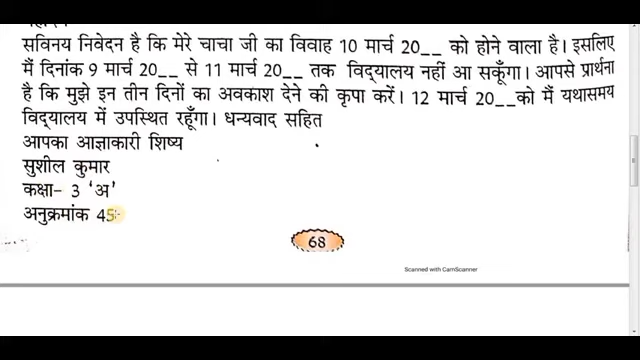 सविनय निवेदन है कि मेरे चाचा जी का विवाह 10 मार्च 20__ को होने वाला है। इसलिए
मैं दिनांक 9 मार्च 20__ से 11 मार्च 20__ तक विद्यालय नहीं आ सकूँगा। आपसे प्रार्थना
है कि मुझे इन तीन दिनों का अवकाश देने की कृपा करें। 12 मार्च 20__को मैं यथासमय
विद्यालय में उपस्थित रहूँगा। धन्यवाद सहित
आपका आज्ञाकारी शिष्य
सुशील कुमार
कक्षा- 3 ‘अ’
अनुक्रमांक 45
68
Scanned with CamScanner